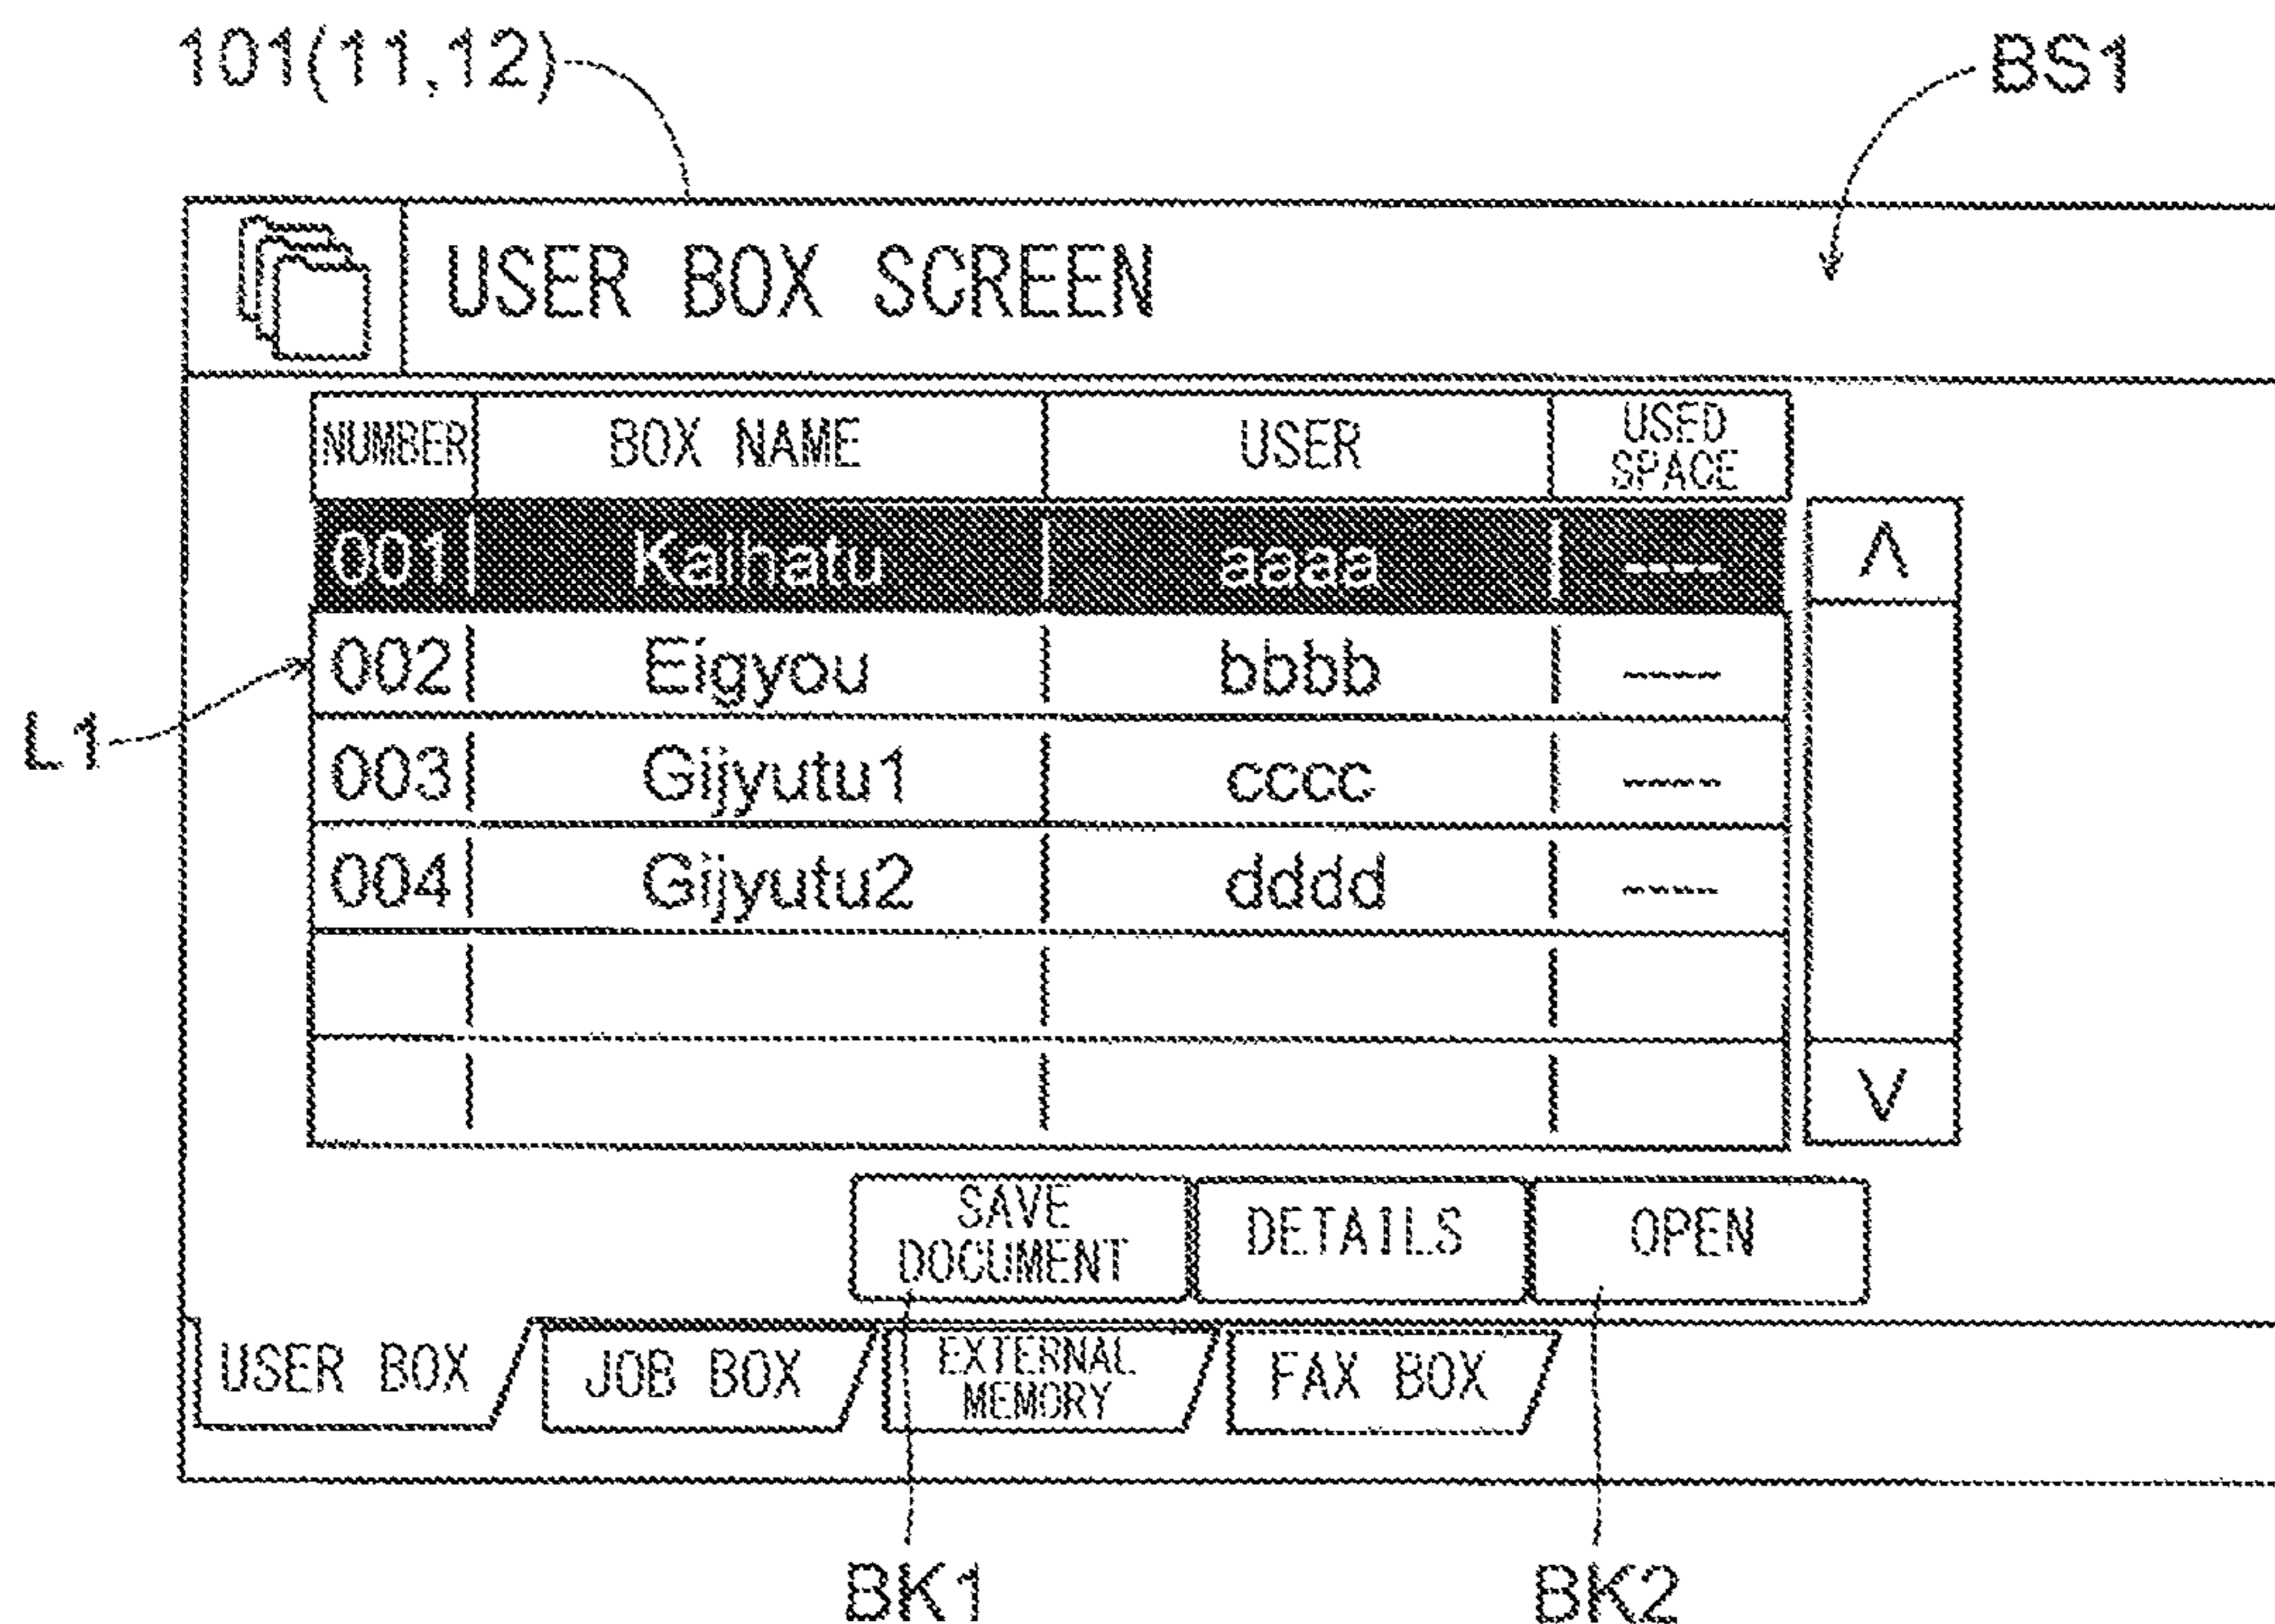 101(11,12)
BS1
USER BOX SCREEN
NUMBER BOX NAME USER USED SPACE
001 Kaihatu aaaa ----
002 Eigyou bbbb ----
003 Gijyutu1 cccc ----
004 Gijyutu2 dddd ----
L1
SAVE
DOCUMENT
DETAILS
OPEN
USER BOX
JOB BOX
EXTERNAL
MEMORY
FAX BOX
BK1
BK2